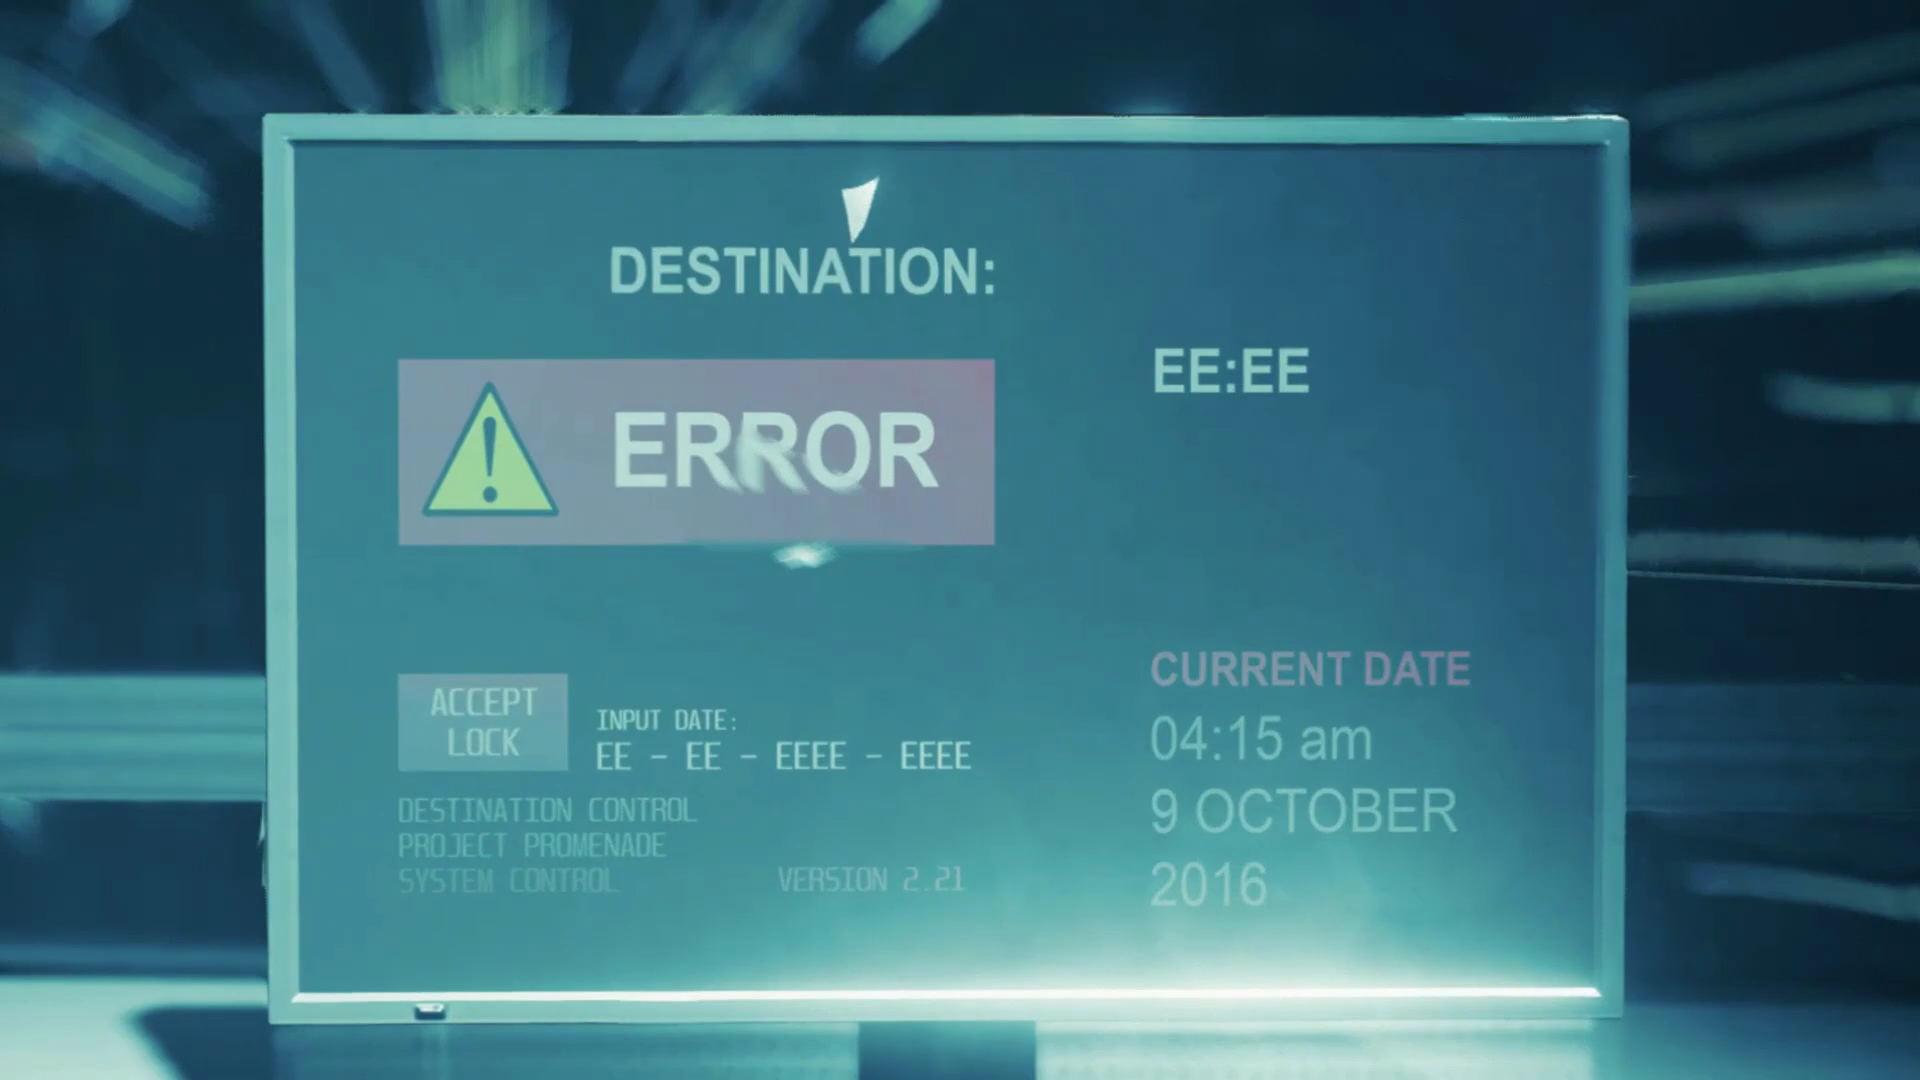 DESTINATION:
ERROR
EE:EE
ACCEPT
LOCK
INPUT DATE:
EE - EE - EEEE - EEEE
DESTINATION CONTROL
PROJECT PROMENADE
SYSTEM CONTROL
VERSION 2.21
CURRENT DATE
04:15 am
9 OCTOBER
2016